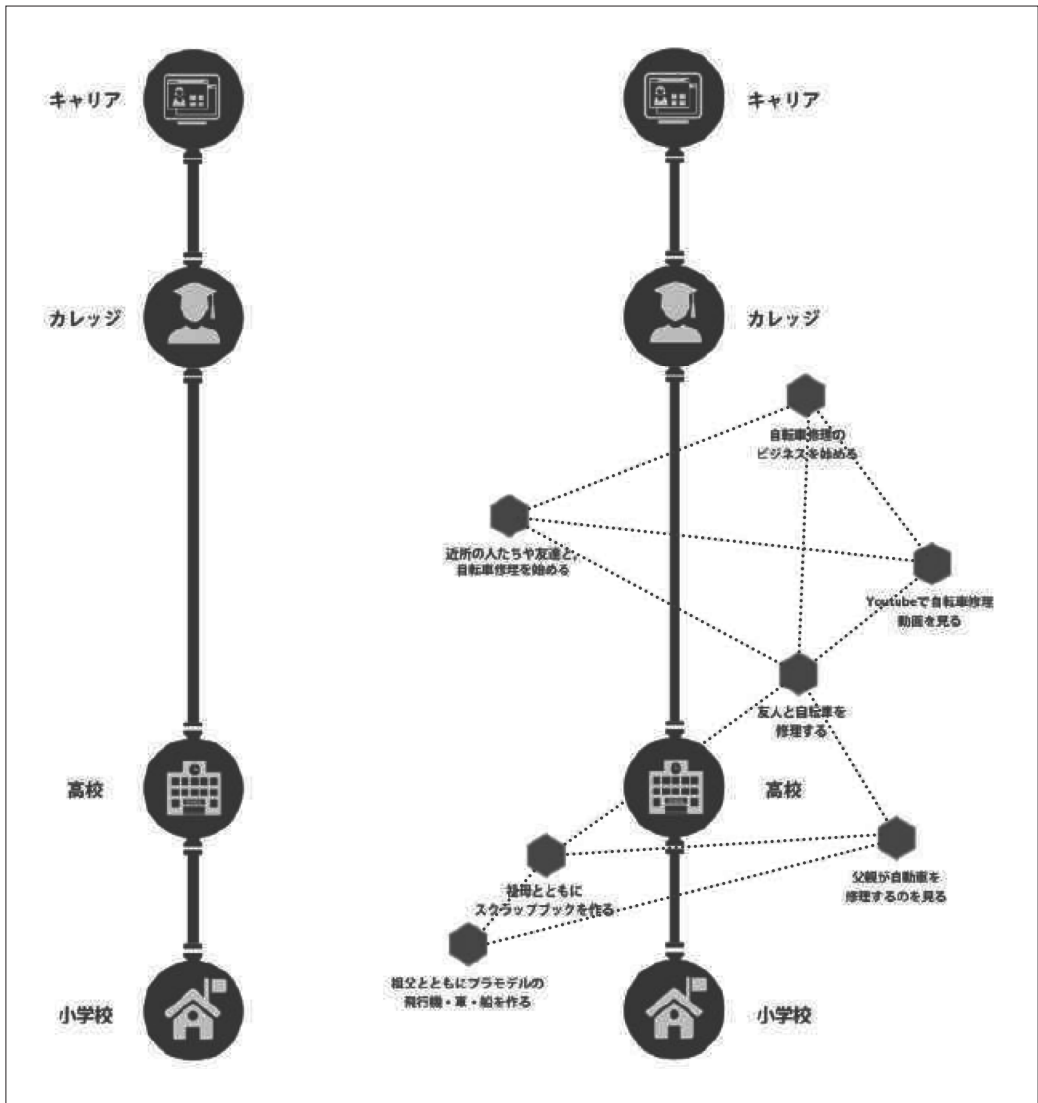 キャリア
カレッジ
高校
小学校
キャリア
カレッジ
自転車修理の
ビジネスを始める
近所の人たちや友達と,
自転車修理を始める
Youtubeで自転車修理
動画を見る
友人と自転車を
修理する
高校
父親が自動車を
修理するのを見る
祖母とともに
スクラップブックを作る
祖父とともにプラモデルの
飛行機・車・船を作る
小学校